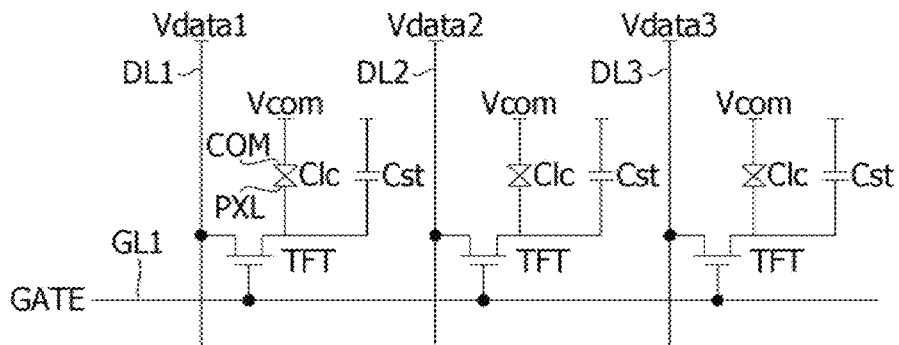 Vdata1 Vdata2 Vdata3
DL1 DL2 DL3
Vcom Vcom Vcom
COM
Clc Cst Clc Cst Clc Cst
PXL
GL1 TFT TFT TFT
GATE